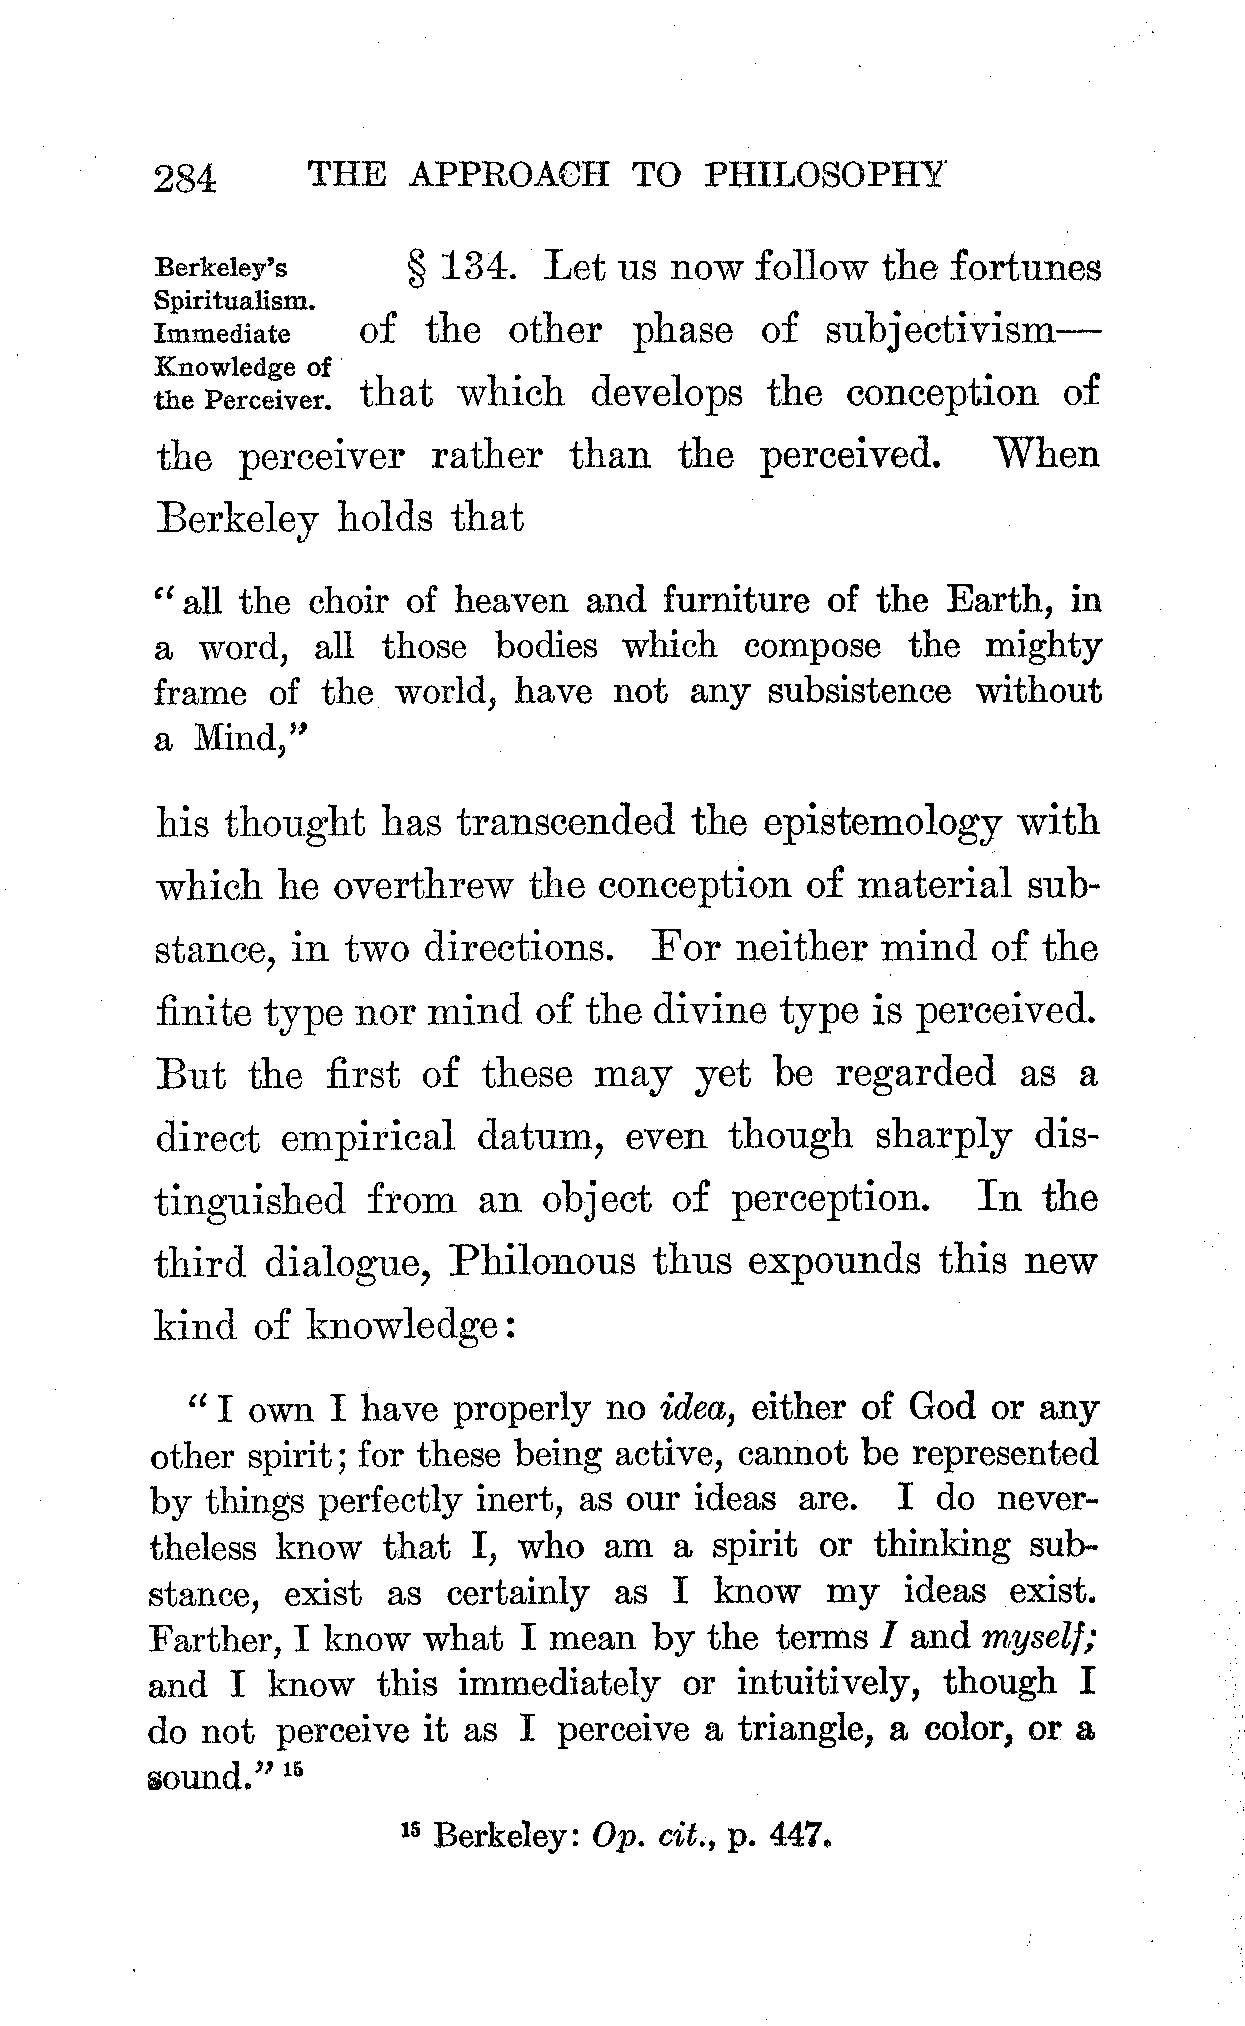 284 THE APPROACH TO PHILOSOPHY
Berkeley's
Spiritualism.
Immediate
Knowledge of
the Perceiver.
§ 134. Let us now follow the fortunes
of the other phase of subjectivism—
that which develops the conception of
the perceiver rather than the perceived. When
Berkeley holds that
"all the choir of heaven and furniture of the Earth, in
a word, all those bodies which compose the mighty
frame of the world, have not any subsistence without
a Mind,"
his thought has transcended the epistemology with
which he overthrew the conception of material sub-
stance, in two directions. For neither mind of the
finite type nor mind of the divine type is perceived.
But the first of these may yet be regarded as a
direct empirical datum, even though sharply dis-
tinguished from an object of perception. In the
third dialogue, Philonous thus expounds this new
kind of knowledge:
"I own I have properly no idea, either of God or any
other spirit; for these being active, cannot be represented
by things perfectly inert, as our ideas are. I do never-
theless know that I, who am a spirit or thinking sub-
stance, exist as certainly as I know my ideas exist.
Farther, I know what I mean by the terms I and myself;
and I know this immediately or intuitively, though I
do not perceive it as I perceive a triangle, a color, or a
sound." 15
15 Berkeley: Op. cit., p. 447.